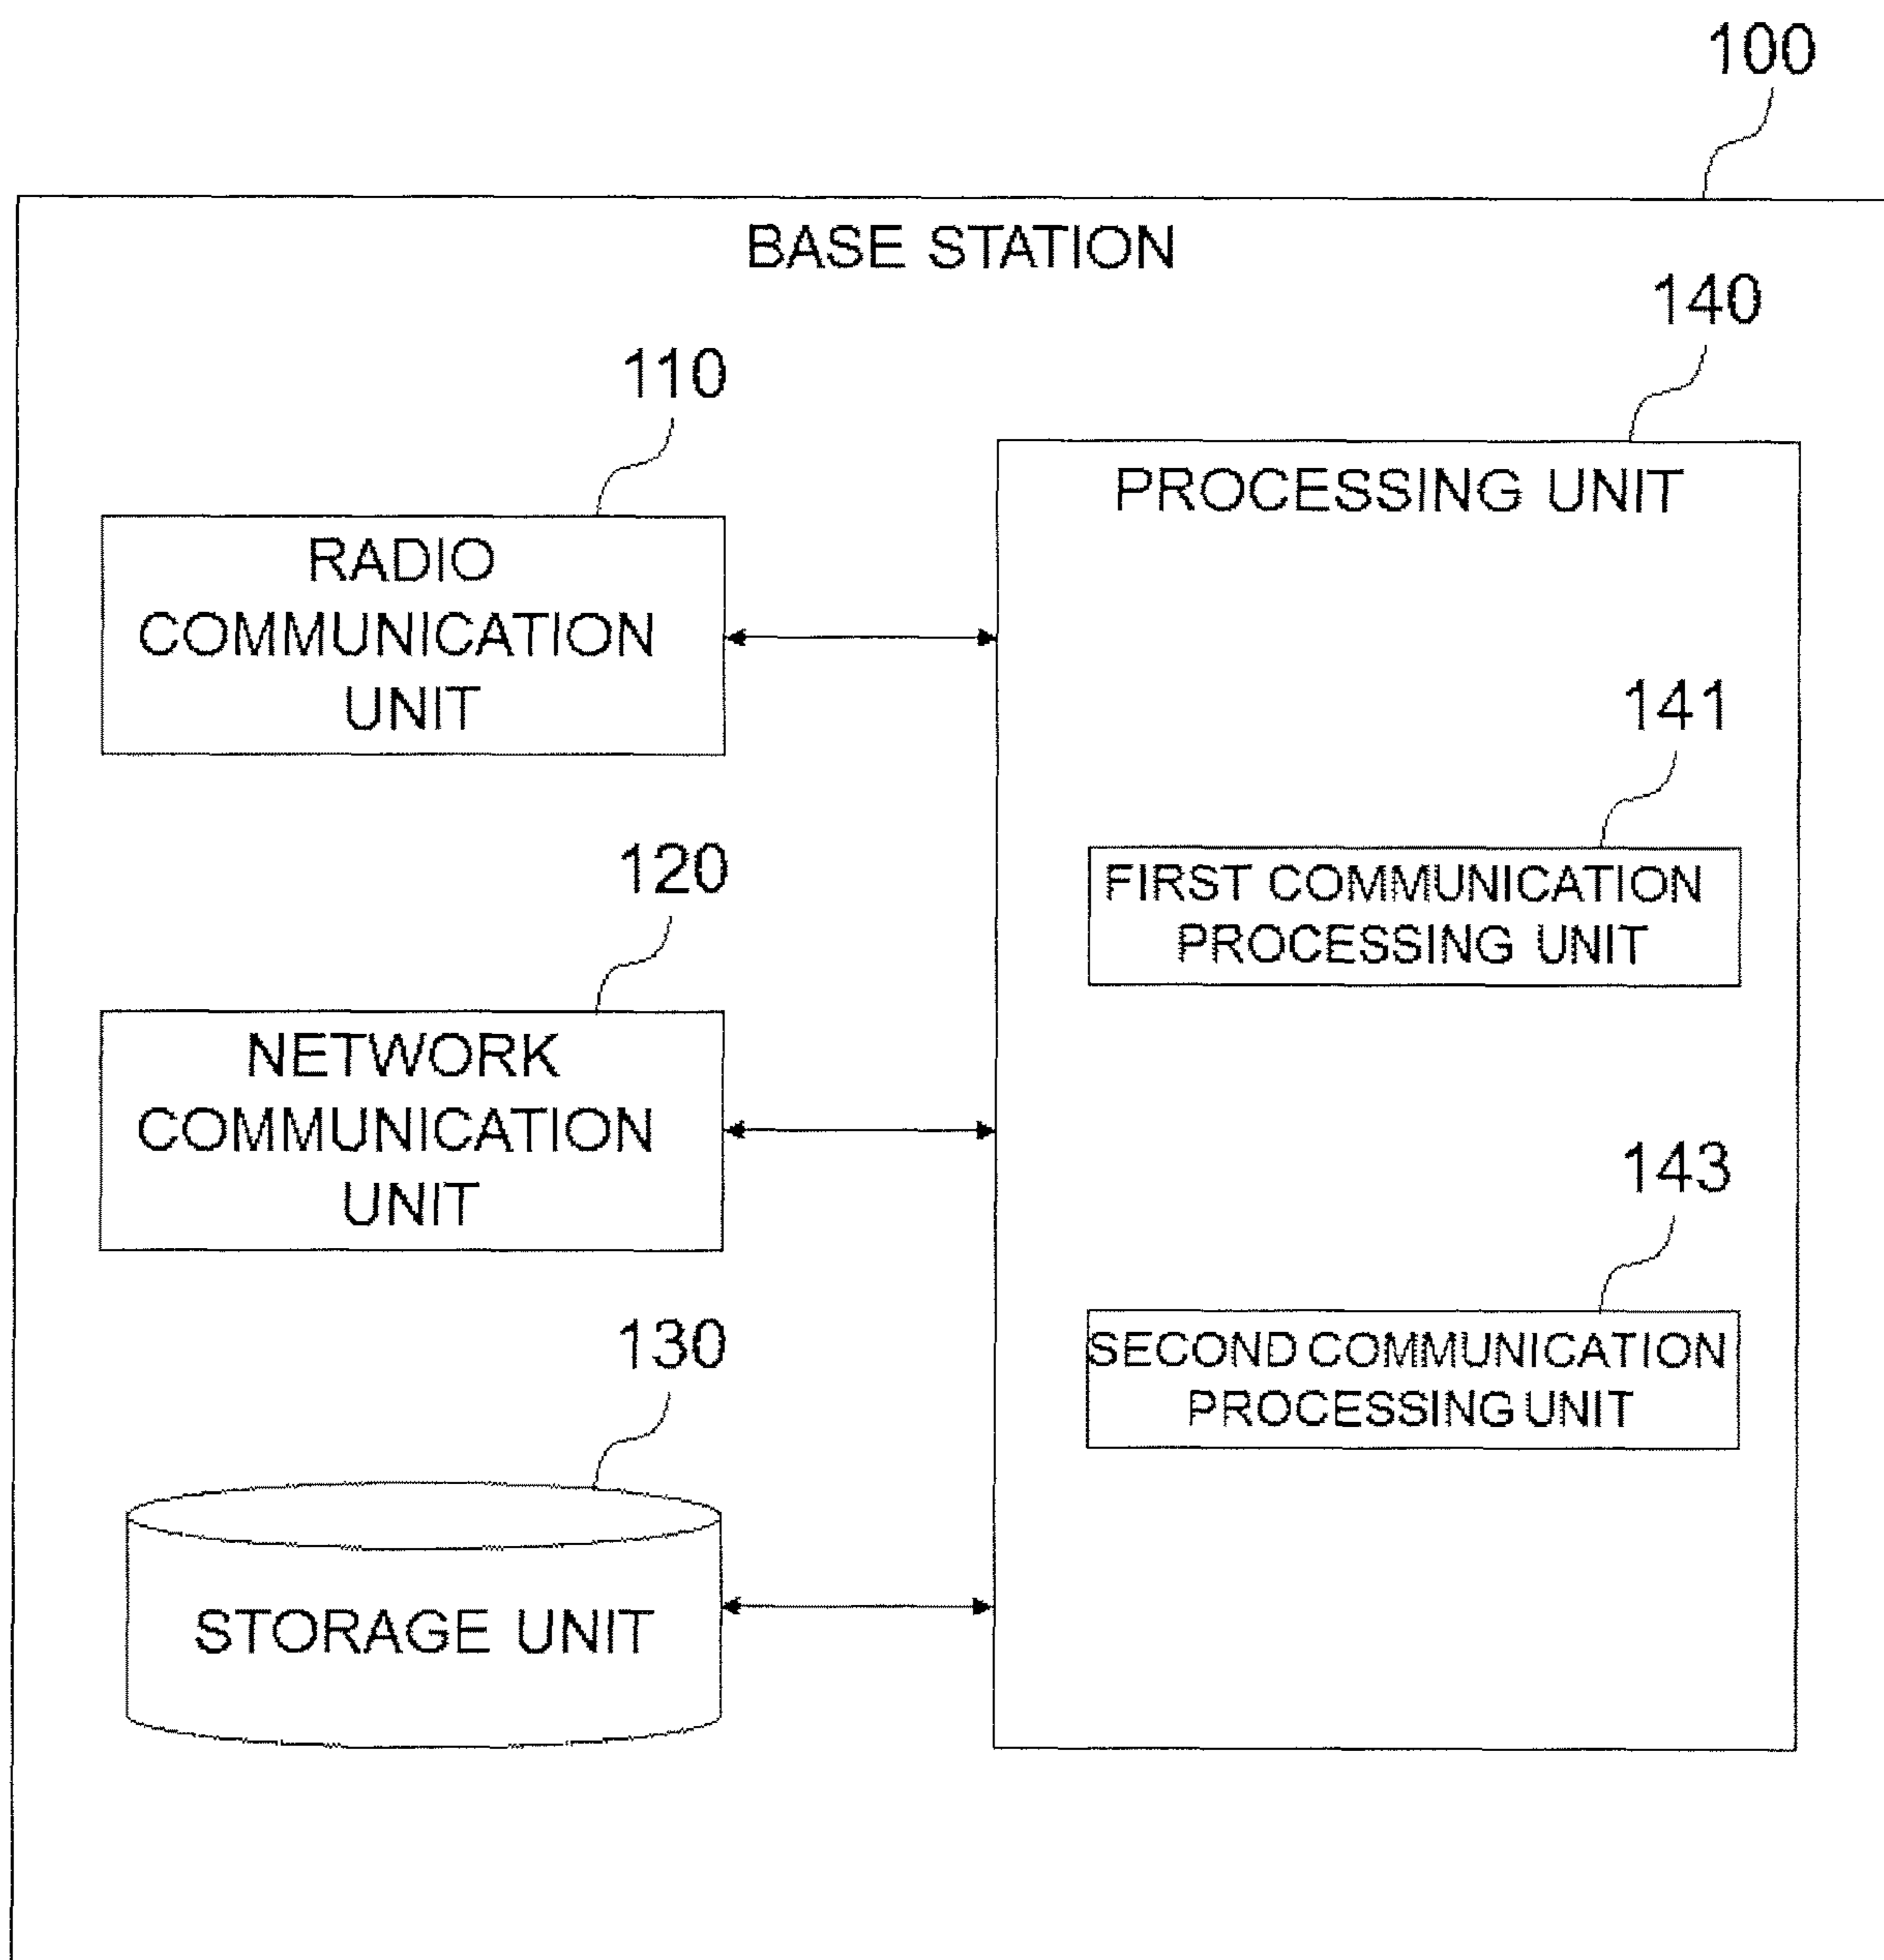 100
BASE STATION
140
110
PROCESSING UNIT
RADIO
COMMUNICATION
UNIT
141
FIRST COMMUNICATION
PROCESSING UNIT
120
NETWORK
COMMUNICATION
UNIT
143
SECOND COMMUNICATION
PROCESSING UNIT
130
STORAGE UNIT